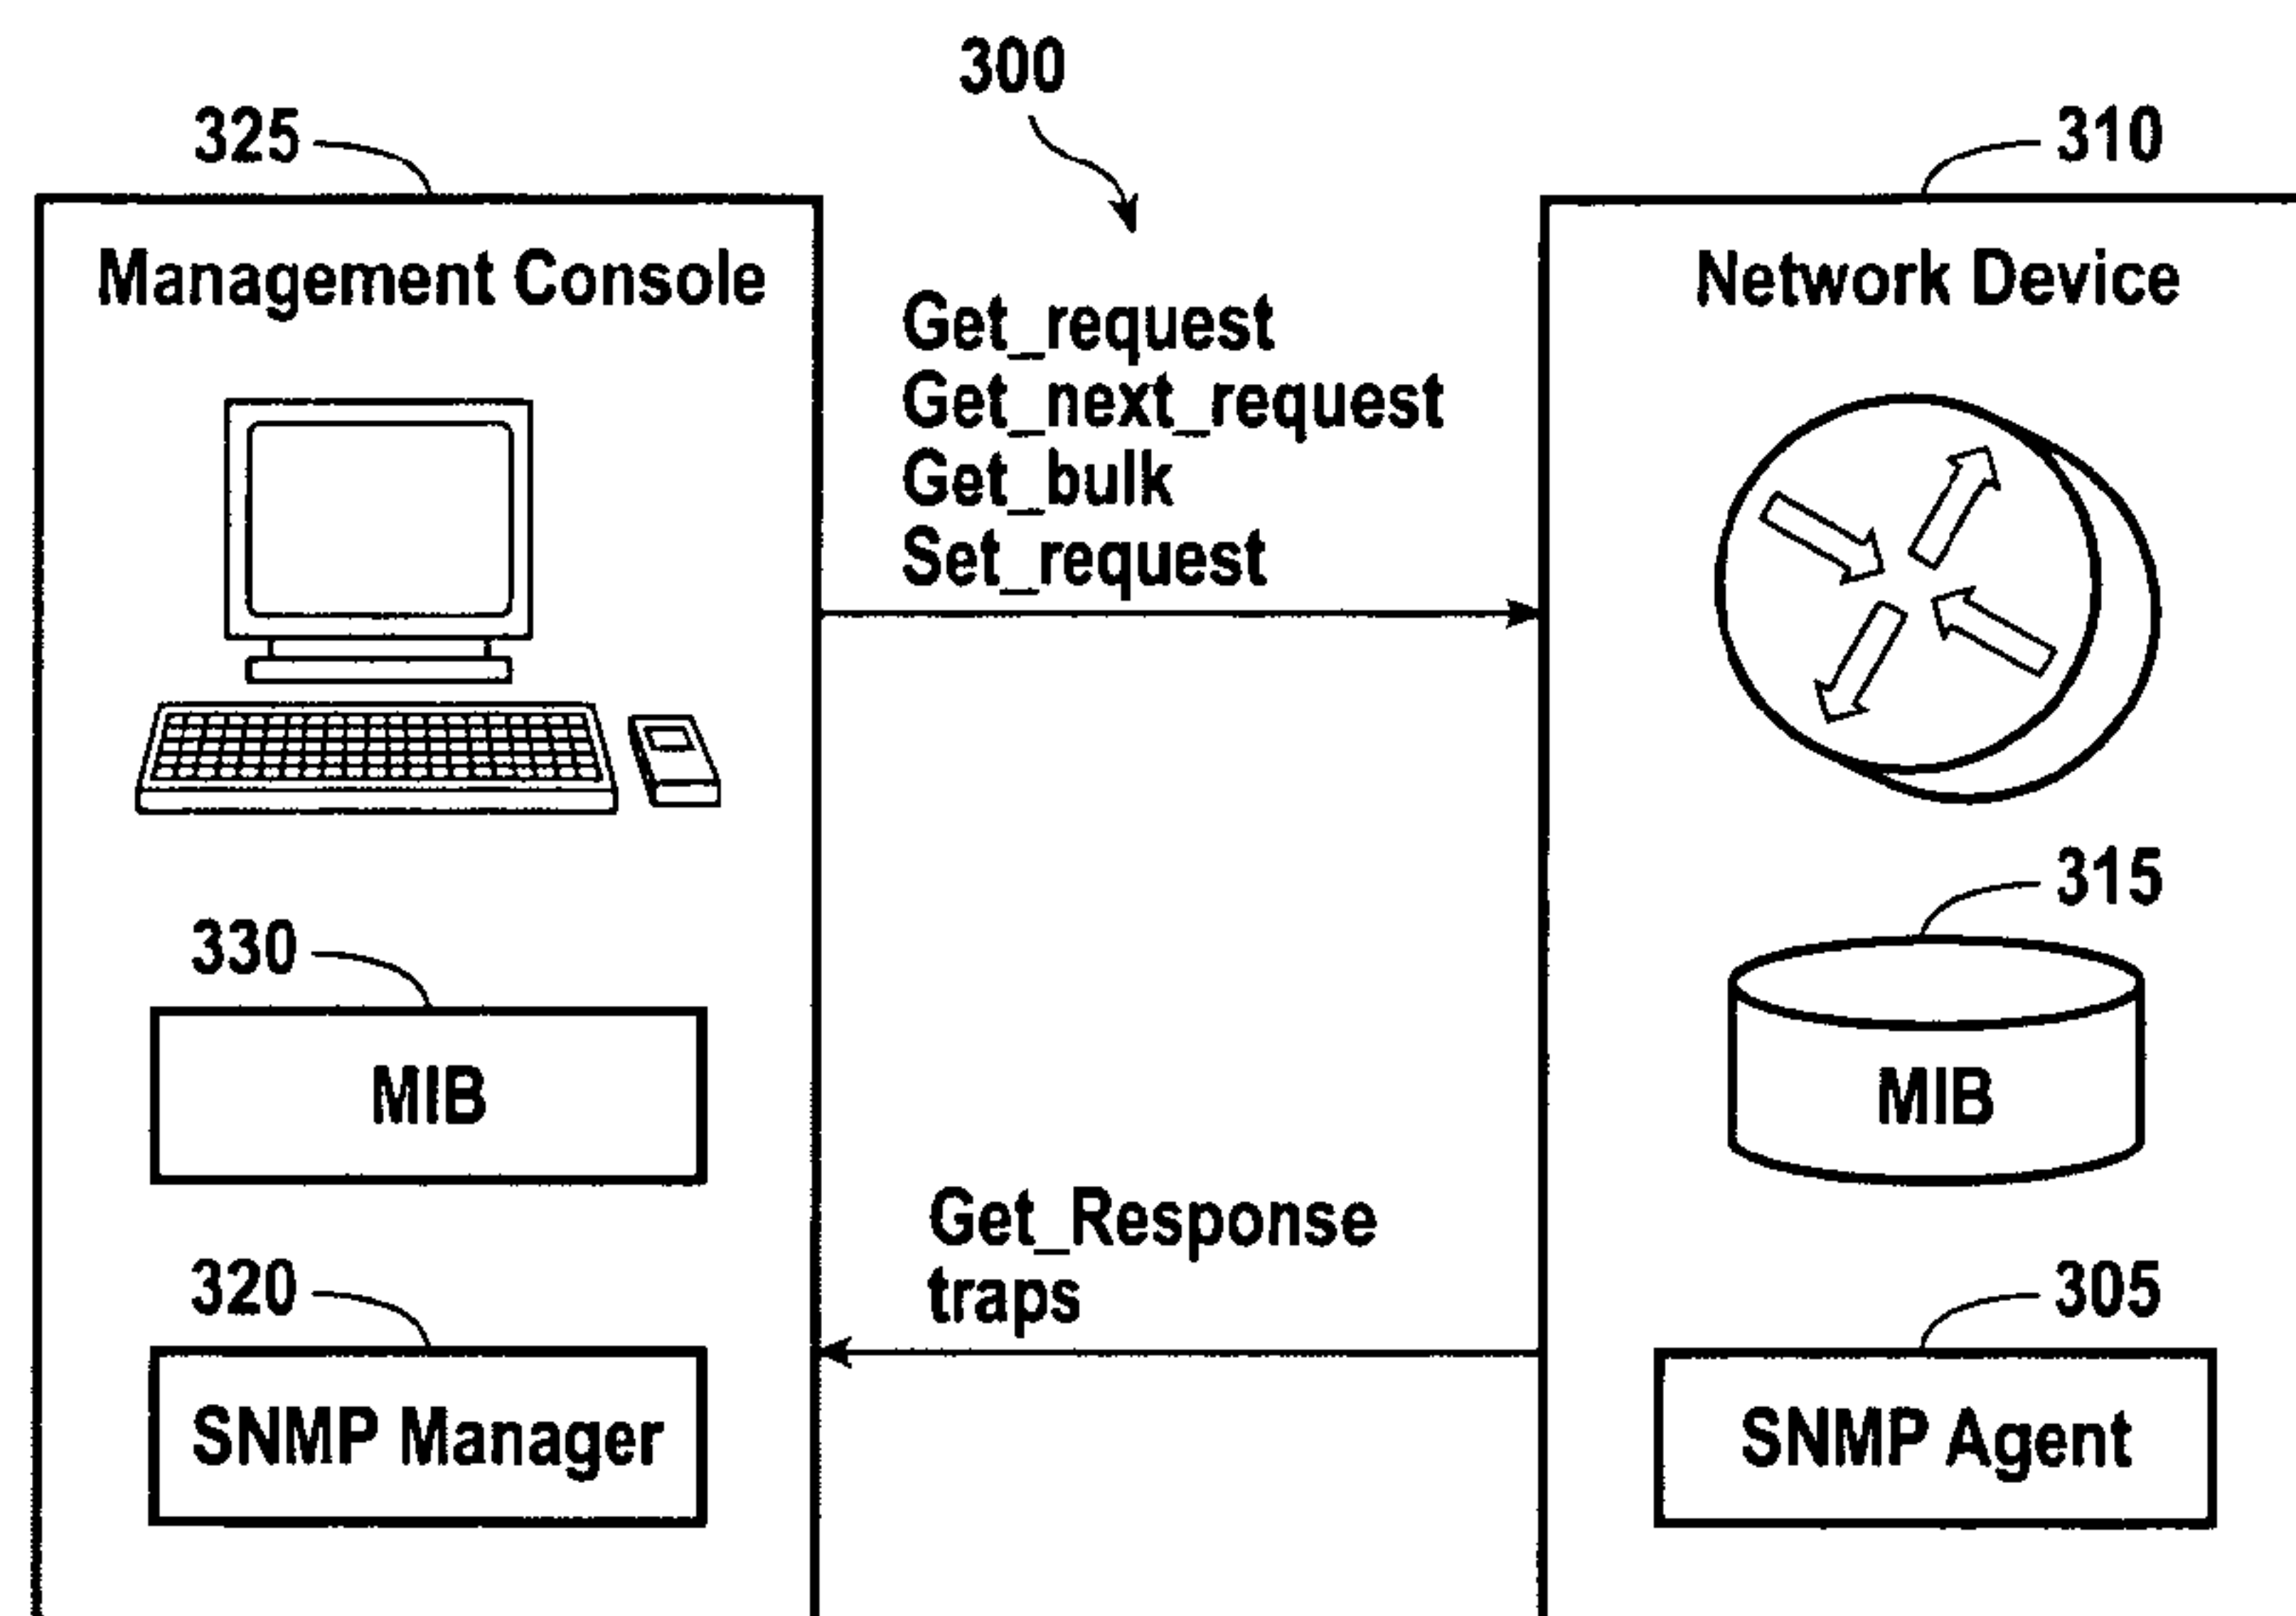 300
325
310
Management Console
Network Device
Get_request
Get_next_request
Get_bulk
Set_request
315
330
MIB
MIB
Get_Response
traps
320
305
SNMP Manager
SNMP Agent